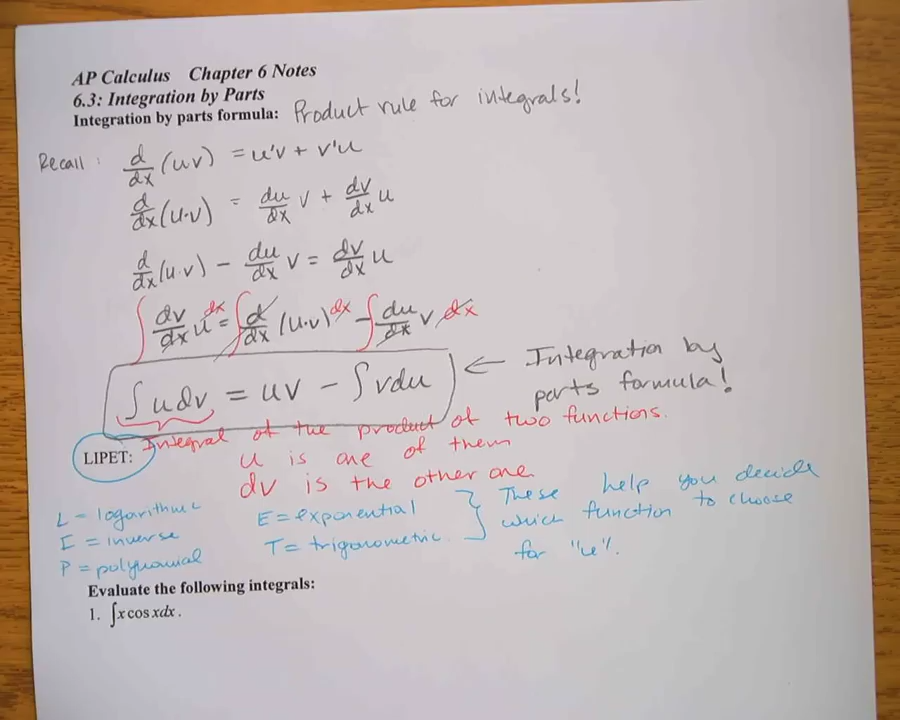 AP Calculus Chapter 6 Notes
6.3: Integration by Parts
Integration by parts formula: Product rule for integrals!
Recall: d/dx (uv) = u'v + v'u
d/dx (u·v) = du/dx v + dv/dx u
d/dx (u·v) - du/dx v = dv/dx u
∫ dv/dx u dx = ∫ d/dx (u·v) dx - ∫ du/dx v dx
∫ u dv = uv - ∫ v du ← Integration by
parts formula!
Integral of the product of two functions.
LIPET: u is one of them
dv is the other one.
L = logarithmic E = exponential } These help you decide
I = inverse T = trigonometric which function to choose
P = polynomial for "u".
Evaluate the following integrals:
1. ∫x cos xdx.